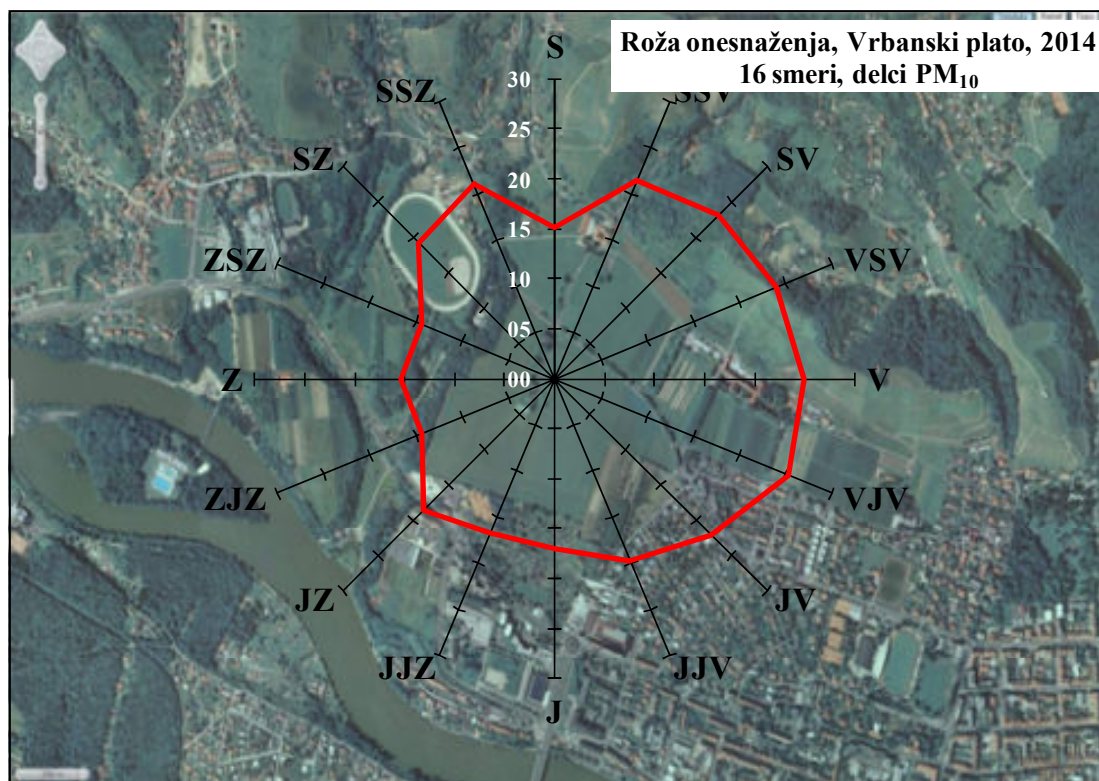 Roža onesnaženja, Vrbanski plato, 2014
16 smeri, delci PM₁₀
S
30
SSZ
SSV
25
SZ
SV
20
15
ZSZ
VSV
10
05
Z
00
V
ZJZ
VJV
JZ
JV
JJZ
JJV
J